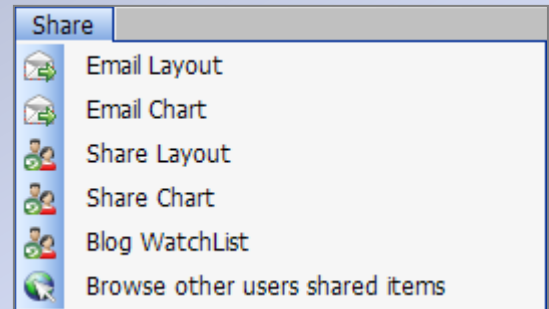 Share
Email Layout
Email Chart
Share Layout
Share Chart
Blog WatchList
Browse other users shared items